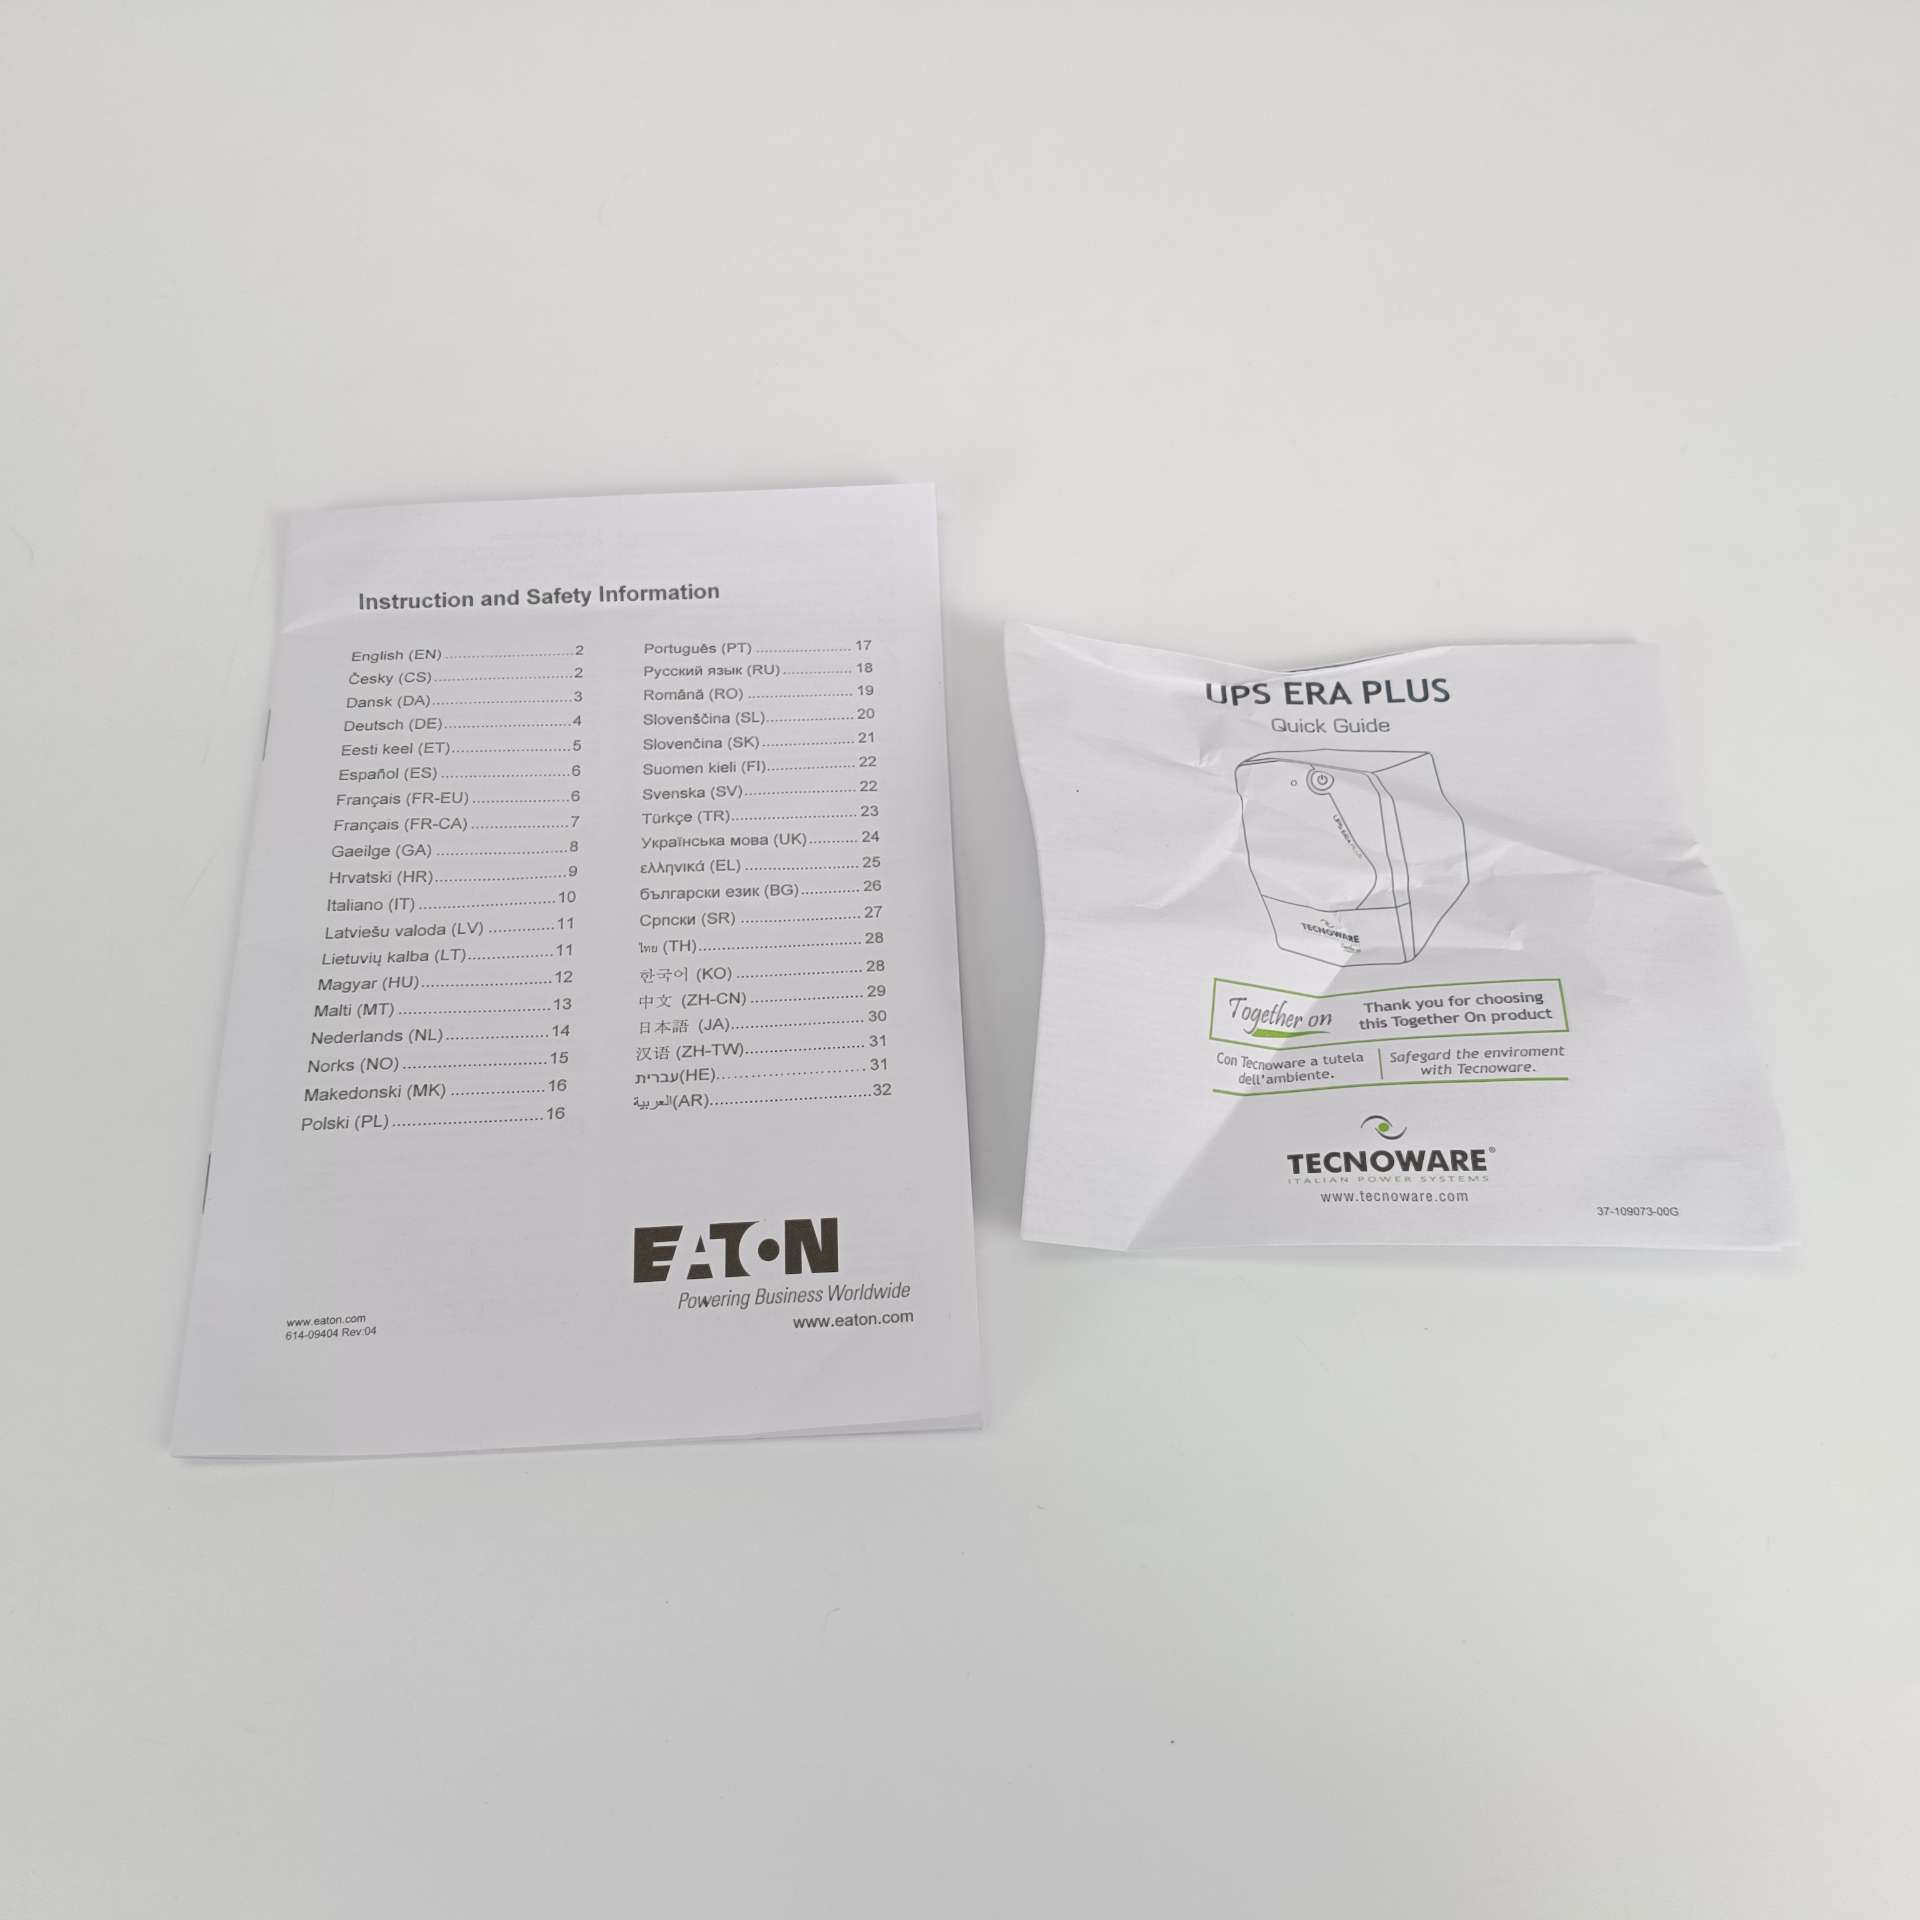 Instruction and Safety Information
English (EN)..........................2
Česky (CS)............................2
Dansk (DA)............................3
Deutsch (DE)..........................4
Eesti keel (ET)........................5
Español (ES)..........................6
Français (FR-EU)....................6
Français (FR-CA)....................7
Gaeilge (GA)..........................8
Hrvatski (HR)..........................9
Italiano (IT)..........................10
Latviešu valoda (LV).............11
Lietuvių kalba (LT)................11
Magyar (HU).........................12
Malti (MT).............................13
Nederlands (NL)....................14
Norks (NO)............................15
Makedonski (MK)..................16
Polski (PL).............................16
Português (PT).....................17
Русский язык (RU)..............18
Română (RO).....................19
Slovenščina (SL)..................20
Slovenčina (SK)...................21
Suomen kieli (FI)..................22
Svenska (SV).......................22
Türkçe (TR).........................23
Українська мова (UK)..........24
ελληνικά (EL).......................25
български език (BG)............26
Српски (SR)........................27
ไทย (TH)................................28
한국어 (KO)..........................28
中文 (ZH-CN)......................29
日本語 (JA)..........................30
汉语 (ZH-TW).......................31
עברית(HE)............................31
العربية(AR)...............................32
EATON
Powering Business Worldwide
www.eaton.com
www.eaton.com
614-09404 Rev:04
UPS ERA PLUS
Quick Guide
UPS ERA PLUS
TECNOWARE
Together on
Thank you for choosing
this Together On product
Con Tecnoware a tutela
dell'ambiente.
Safegard the enviroment
with Tecnoware.
TECNOWARE®
ITALIAN POWER SYSTEMS
www.tecnoware.com
37-109073-00G